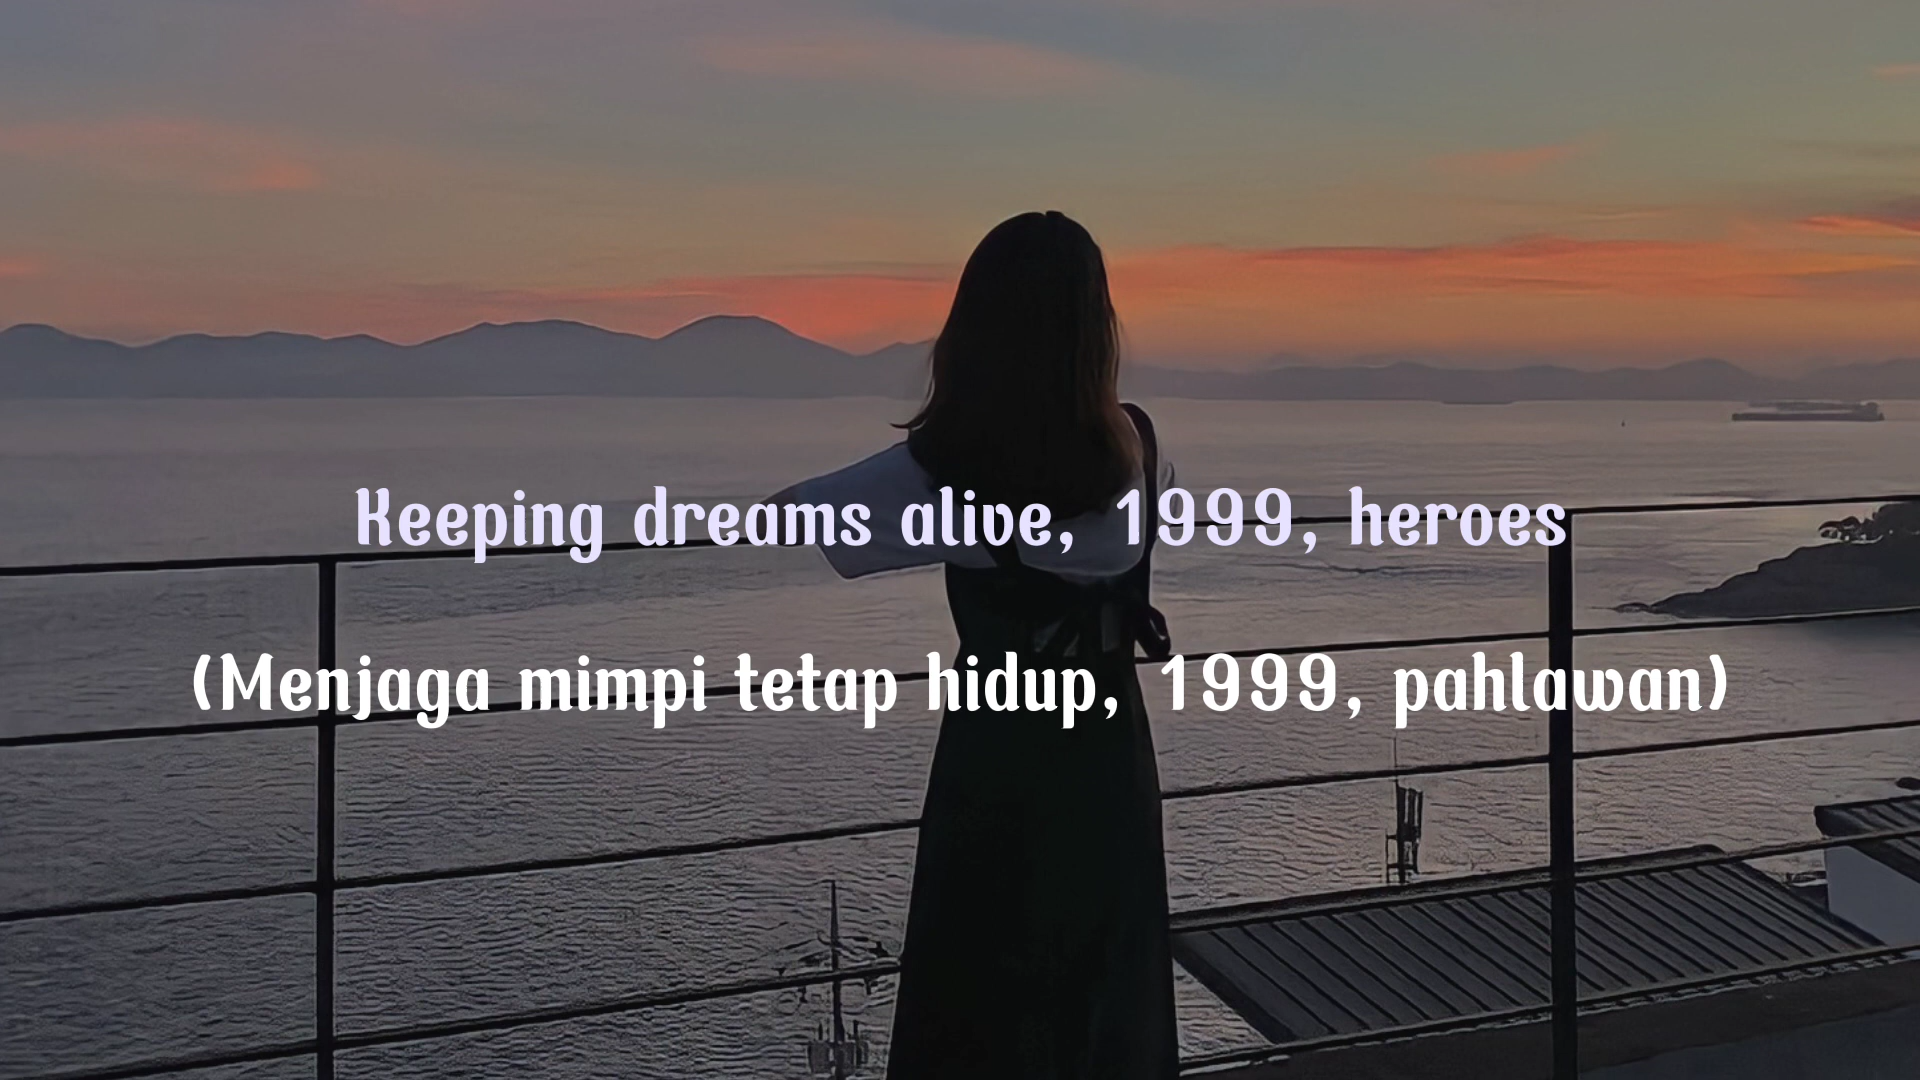 Keeping dreams alive, 1999, heroes
(Menjaga mimpi tetap hidup, 1999, pahlawan)